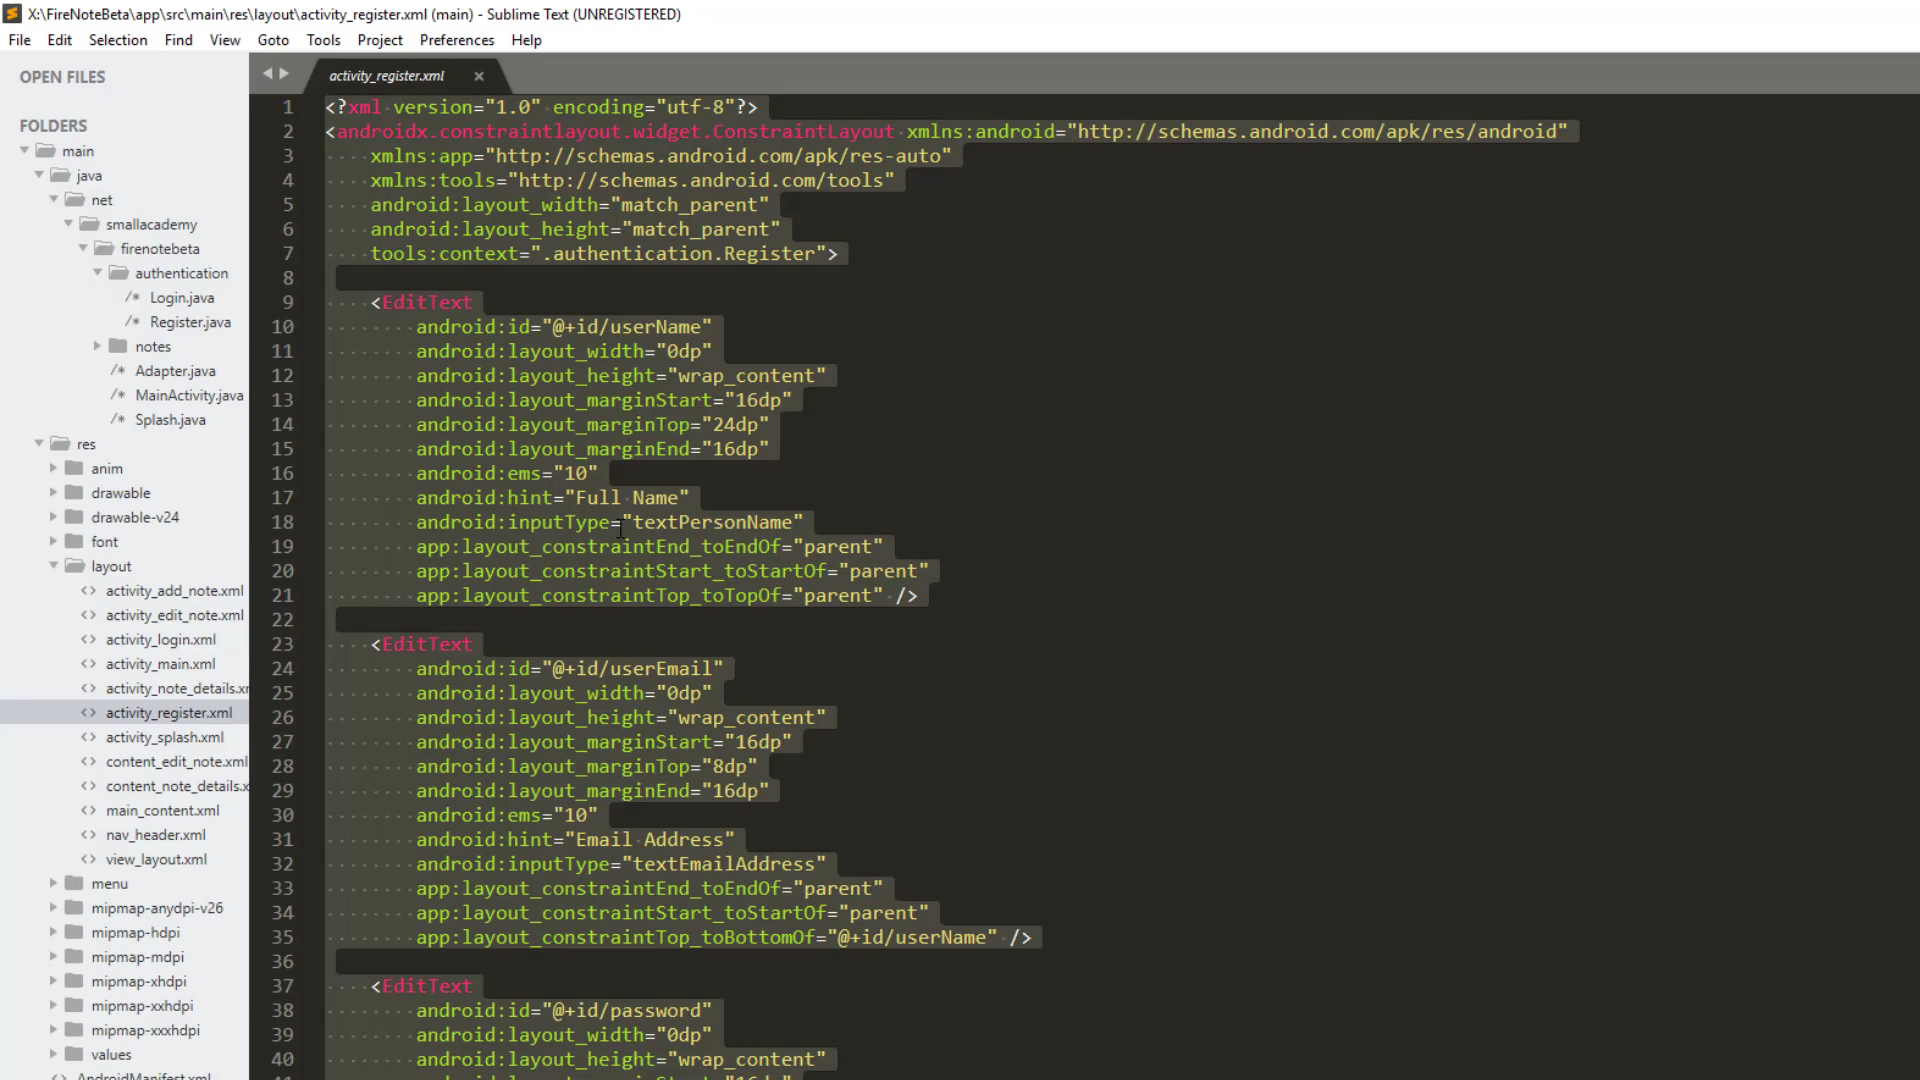 X:\FireNoteBeta\app\src\main\res\layout\activity_register.xml (main) - Sublime Text (UNREGISTERED)
File Edit Selection Find View Goto Tools Project Preferences Help
OPEN FILES
FOLDERS
main
java
net
smallacademy
firenotebeta
authentication
/* Login.java
/* Register.java
notes
/* Adapter.java
/* MainActivity.java
/* Splash.java
res
anim
drawable
drawable-v24
font
layout
<> activity_add_note.xml
<> activity_edit_note.xml
<> activity_login.xml
<> activity_main.xml
<> activity_note_details.xr
<> activity_register.xml
<> activity_splash.xml
<> content_edit_note.xml
<> content_note_details.x
<> main_content.xml
<> nav_header.xml
<> view_layout.xml
menu
mipmap-anydpi-v26
mipmap-hdpi
mipmap-mdpi
mipmap-xhdpi
mipmap-xxhdpi
mipmap-xxxhdpi
values
<> AndroidManifest.xml
activity_register.xml ×
1 <?xml version="1.0" encoding="utf-8"?>
2 <androidx.constraintlayout.widget.ConstraintLayout xmlns:android="http://schemas.android.com/apk/res/android"
3 xmlns:app="http://schemas.android.com/apk/res-auto"
4 xmlns:tools="http://schemas.android.com/tools"
5 android:layout_width="match_parent"
6 android:layout_height="match_parent"
7 tools:context=".authentication.Register">
8
9 <EditText
10 android:id="@+id/userName"
11 android:layout_width="0dp"
12 android:layout_height="wrap_content"
13 android:layout_marginStart="16dp"
14 android:layout_marginTop="24dp"
15 android:layout_marginEnd="16dp"
16 android:ems="10"
17 android:hint="Full Name"
18 android:inputType="textPersonName"
19 app:layout_constraintEnd_toEndOf="parent"
20 app:layout_constraintStart_toStartOf="parent"
21 app:layout_constraintTop_toTopOf="parent" />
22
23 <EditText
24 android:id="@+id/userEmail"
25 android:layout_width="0dp"
26 android:layout_height="wrap_content"
27 android:layout_marginStart="16dp"
28 android:layout_marginTop="8dp"
29 android:layout_marginEnd="16dp"
30 android:ems="10"
31 android:hint="Email Address"
32 android:inputType="textEmailAddress"
33 app:layout_constraintEnd_toEndOf="parent"
34 app:layout_constraintStart_toStartOf="parent"
35 app:layout_constraintTop_toBottomOf="@+id/userName" />
36
37 <EditText
38 android:id="@+id/password"
39 android:layout_width="0dp"
40 android:layout_height="wrap_content"